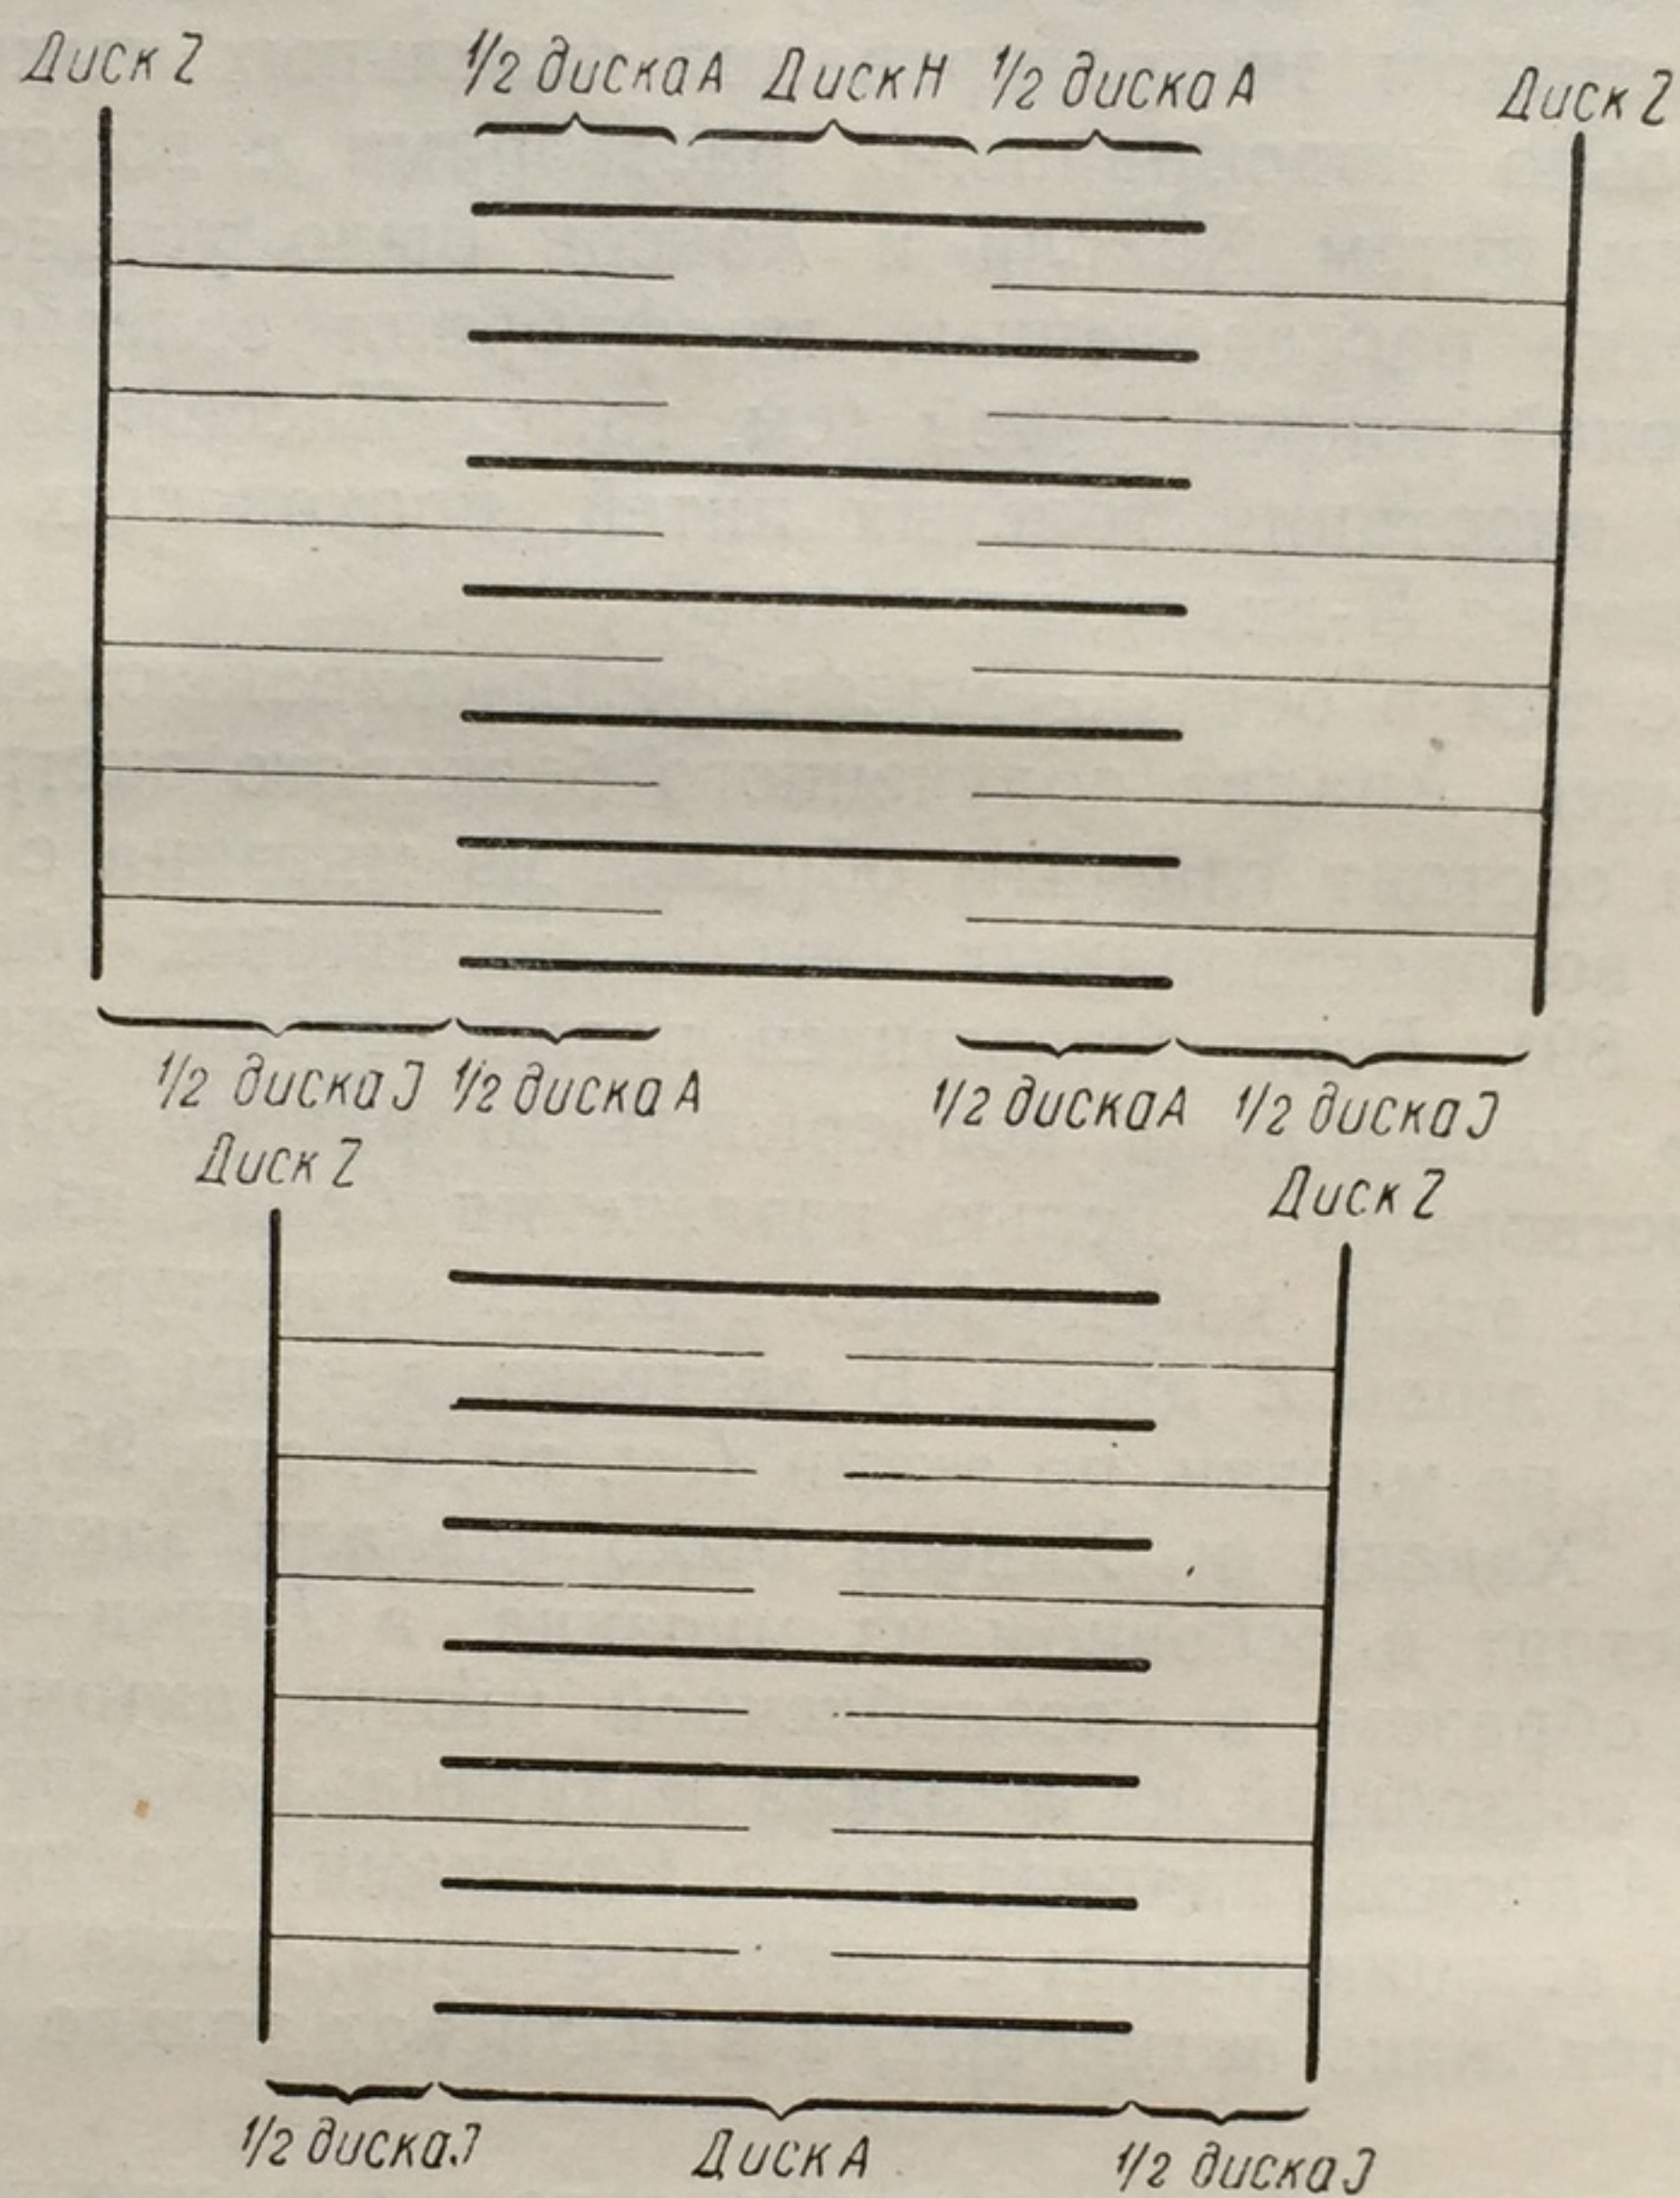 Диск Z 1/2 диска A Диск H 1/2 диска A Диск Z
1/2 диска J 1/2 диска A 1/2 диска A 1/2 диска J
Диск Z Диск Z
1/2 диска J Диск A 1/2 диска J